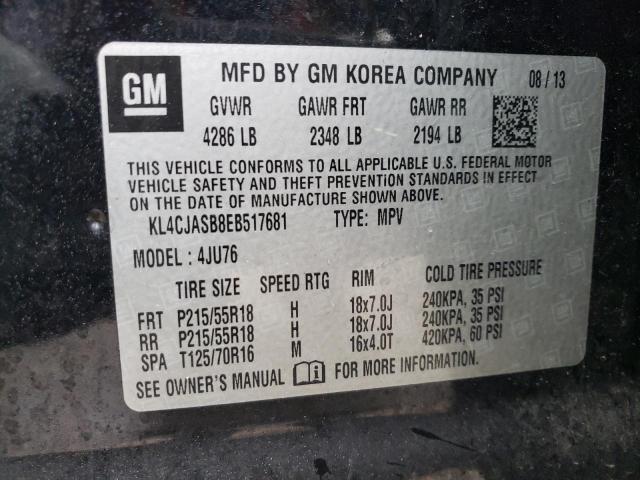 GM
MFD BY GM KOREA COMPANY 08 / 13
GVWR GAWR FRT GAWR RR
4286 LB 2348 LB 2194 LB
THIS VEHICLE CONFORMS TO ALL APPLICABLE U.S. FEDERAL MOTOR
VEHICLE SAFETY AND THEFT PREVENTION STANDARDS IN EFFECT
ON THE DATE OF MANUFACTURE SHOWN ABOVE.
KL4CJASB8EB517681 TYPE: MPV
MODEL: 4JU76
TIRE SIZE SPEED RTG RIM COLD TIRE PRESSURE
FRT P215/55R18 H 18x7.0J 240KPA, 35 PSI
RR P215/55R18 H 18x7.0J 240KPA, 35 PSI
SPA T125/70R16 M 16x4.0T 420KPA, 60 PSI
SEE OWNER'S MANUAL FOR MORE INFORMATION.